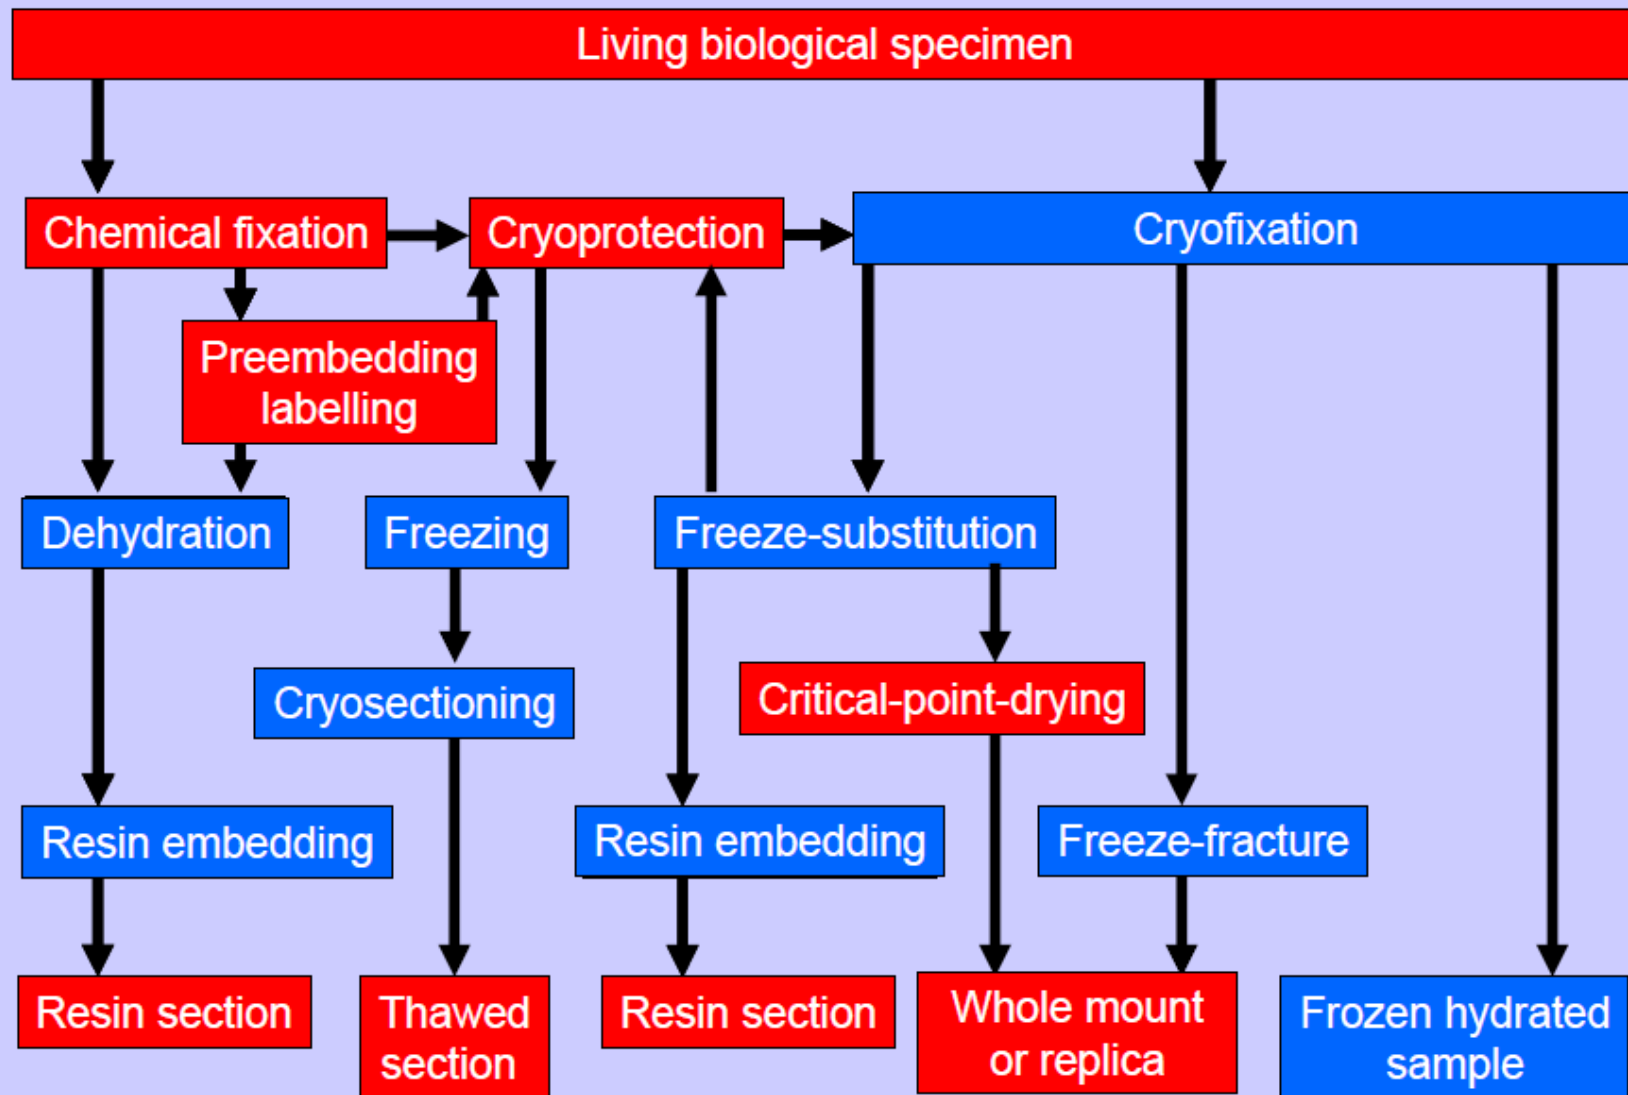 Living biological specimen
Chemical fixation
Cryoprotection
Cryofixation
Preembedding
labelling
Dehydration
Freezing
Freeze-substitution
Cryosectioning
Critical-point-drying
Resin embedding
Resin embedding
Freeze-fracture
Resin section
Thawed
section
Resin section
Whole mount
or replica
Frozen hydrated
sample